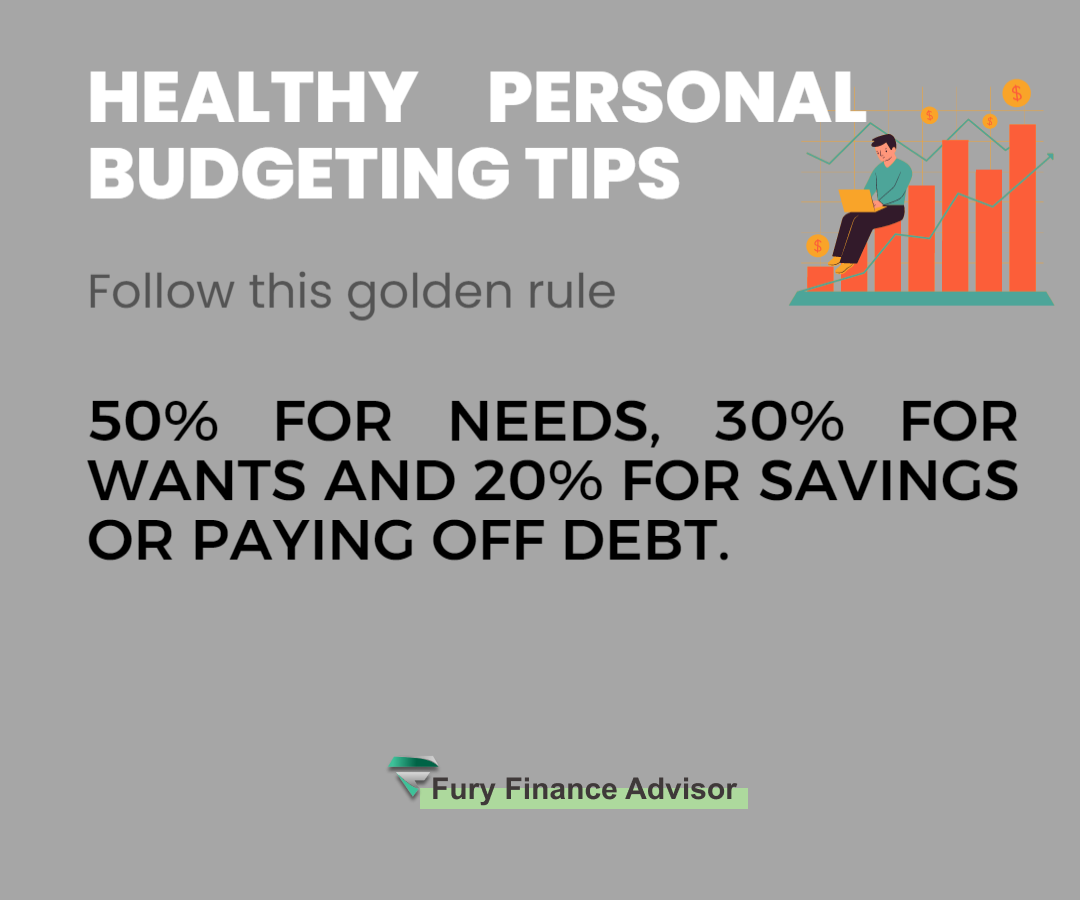 HEALTHY PERSONAL
BUDGETING TIPS
Follow this golden rule
50% FOR NEEDS, 30% FOR
WANTS AND 20% FOR SAVINGS
OR PAYING OFF DEBT.
$
$
$
$
Fury Finance Advisor